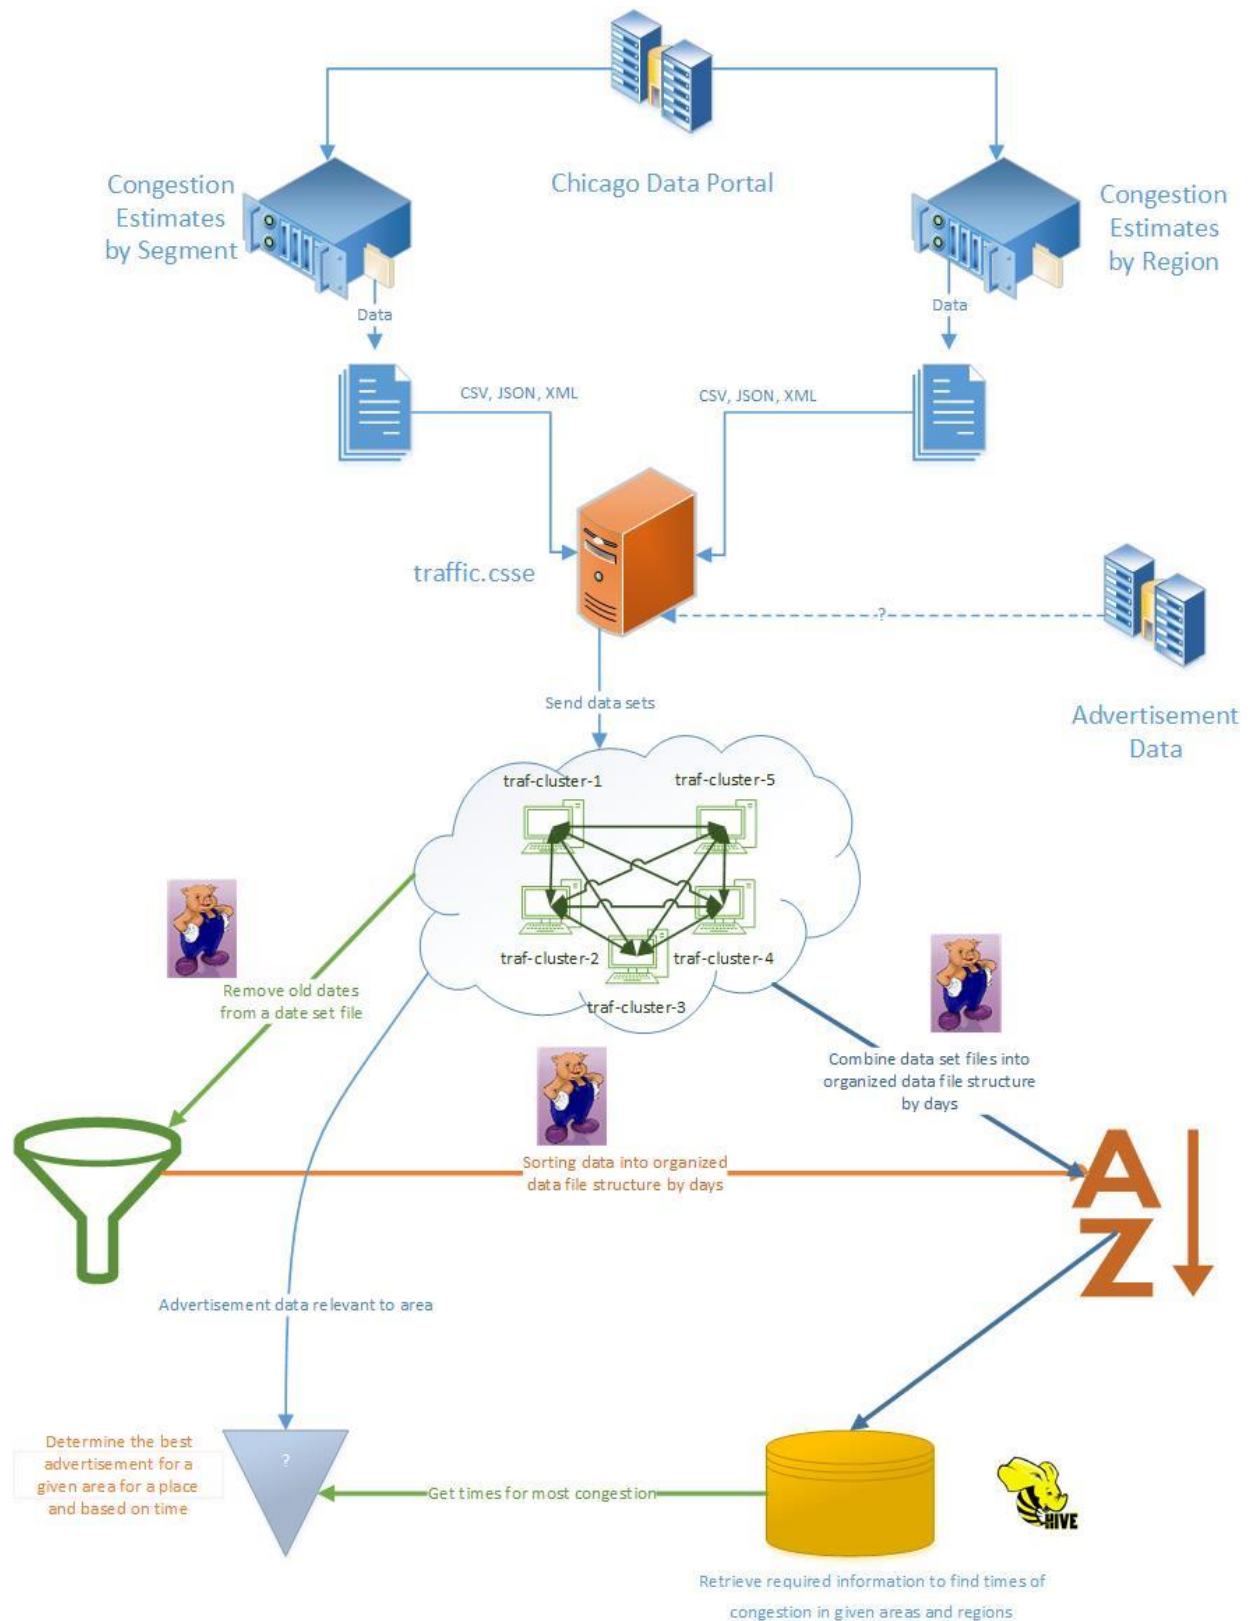 Chicago Data Portal
Congestion
Estimates
by Segment
Congestion
Estimates
by Region
Data
Data
CSV, JSON, XML
CSV, JSON, XML
traffic.csse
?
Advertisement
Data
Send data sets
traf-cluster-1
traf-cluster-5
traf-cluster-2
traf-cluster-4
traf-cluster-3
Remove old dates
from a date set file
Combine data set files into
organized data file structure
by days
Sorting data into organized
data file structure by days
A
Z
Advertisement data relevant to area
Determine the best
advertisement for a
given area for a place
and based on time
?
Get times for most congestion
HIVE
Retrieve required information to find times of
congestion in given areas and regions